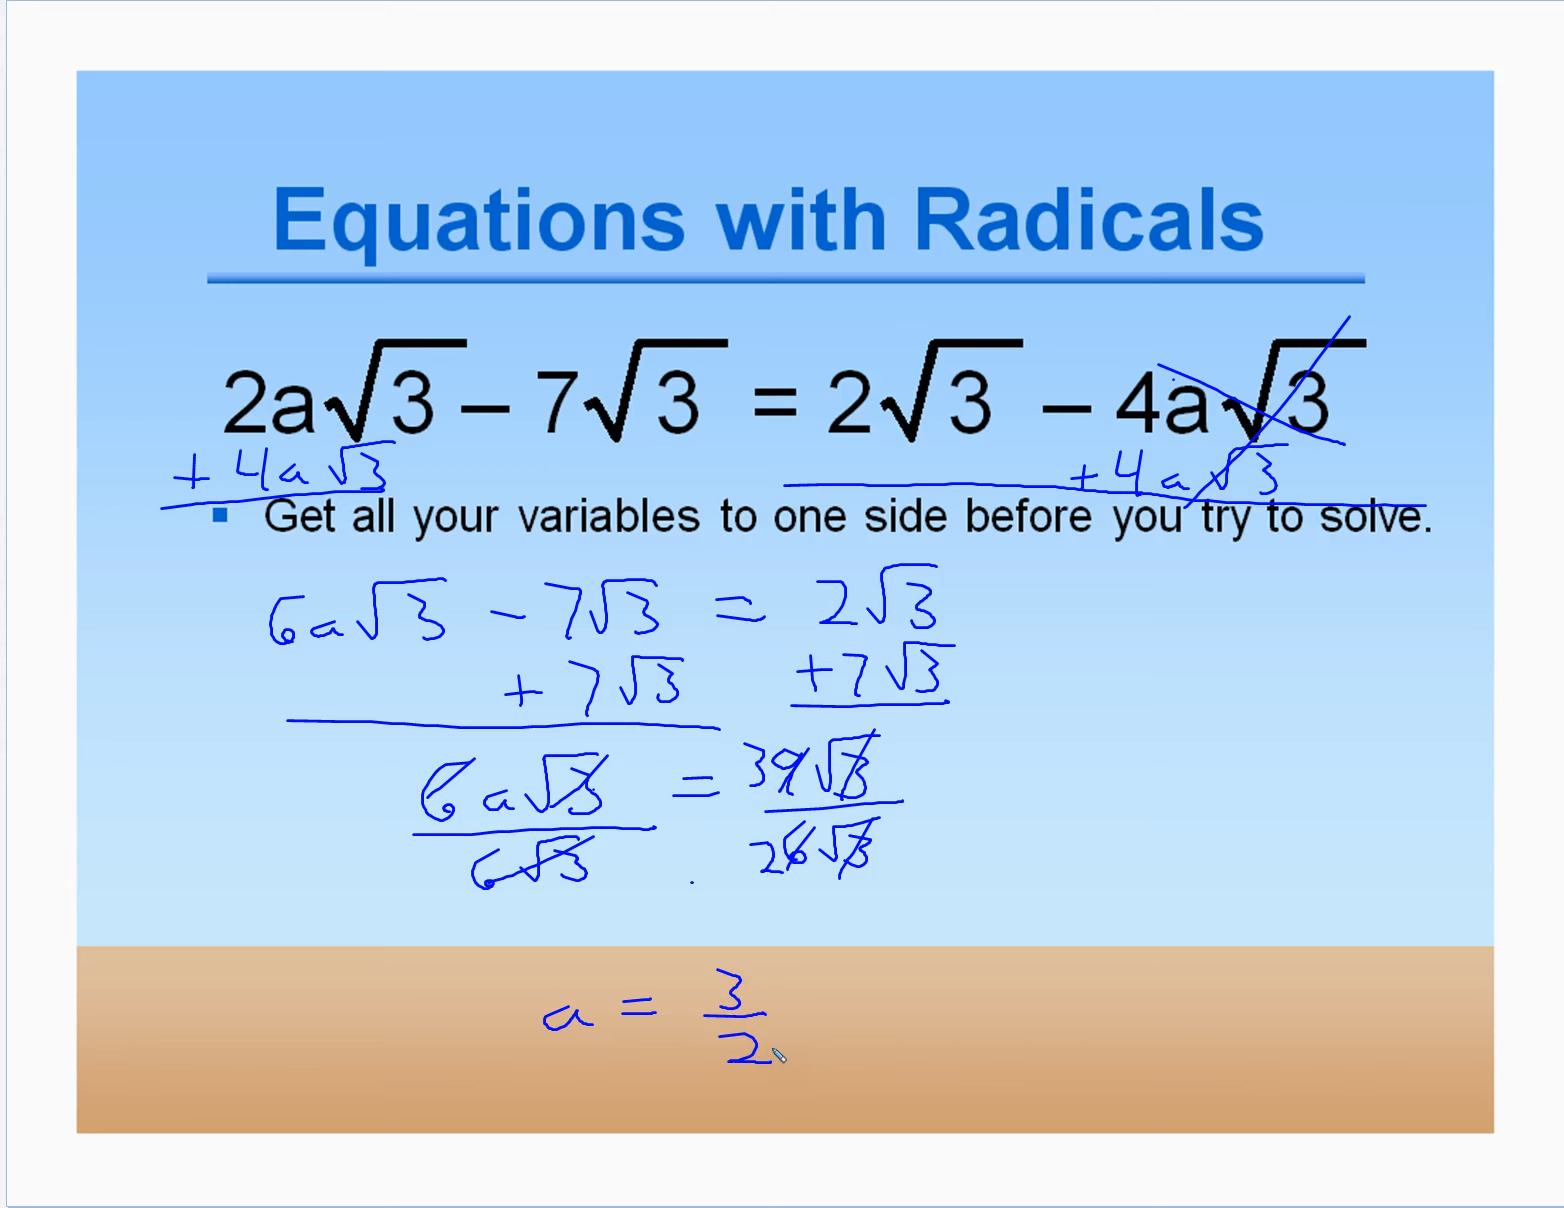 Equations with Radicals
2a√3 – 7√3 = 2√3 – 4a√3
+ 4a√3 + 4a√3
Get all your variables to one side before you try to solve.
6a√3 - 7√3 = 2√3
+ 7√3 + 7√3
6a√3 = 39√3
6√3 26√3
a = 3
2